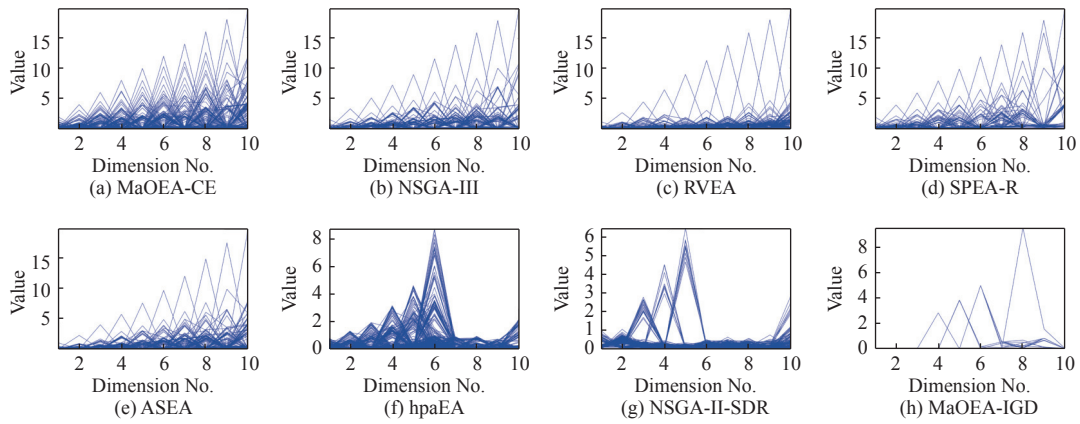 Value
15
10
5
2 4 6 8 10
Dimension No.
(a) MaOEA-CE
Value
15
10
5
2 4 6 8 10
Dimension No.
(b) NSGA-III
Value
15
10
5
2 4 6 8 10
Dimension No.
(c) RVEA
Value
15
10
5
2 4 6 8 10
Dimension No.
(d) SPEA-R
Value
15
10
5
2 4 6 8 10
Dimension No.
(e) ASEA
Value
8
6
4
2
0
2 4 6 8 10
Dimension No.
(f) hpaEA
Value
6
5
4
3
2
1
0
2 4 6 8 10
Dimension No.
(g) NSGA-II-SDR
Value
8
6
4
2
0
2 4 6 8 10
Dimension No.
(h) MaOEA-IGD